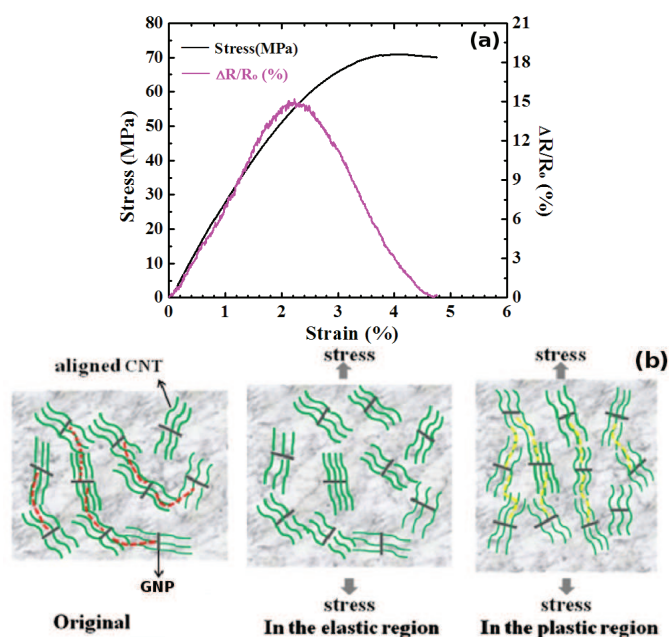 (a)
Stress(MPa)
ΔR/R₀ (%)
80
70
60
50
40
30
20
10
0
Stress (MPa)
21
18
15
12
9
6
3
0
ΔR/R₀ (%)
0 1 2 3 4 5 6
Strain (%)
(b)
stress stress
aligned CNT
GNP
Original
stress stress
In the elastic region In the plastic region